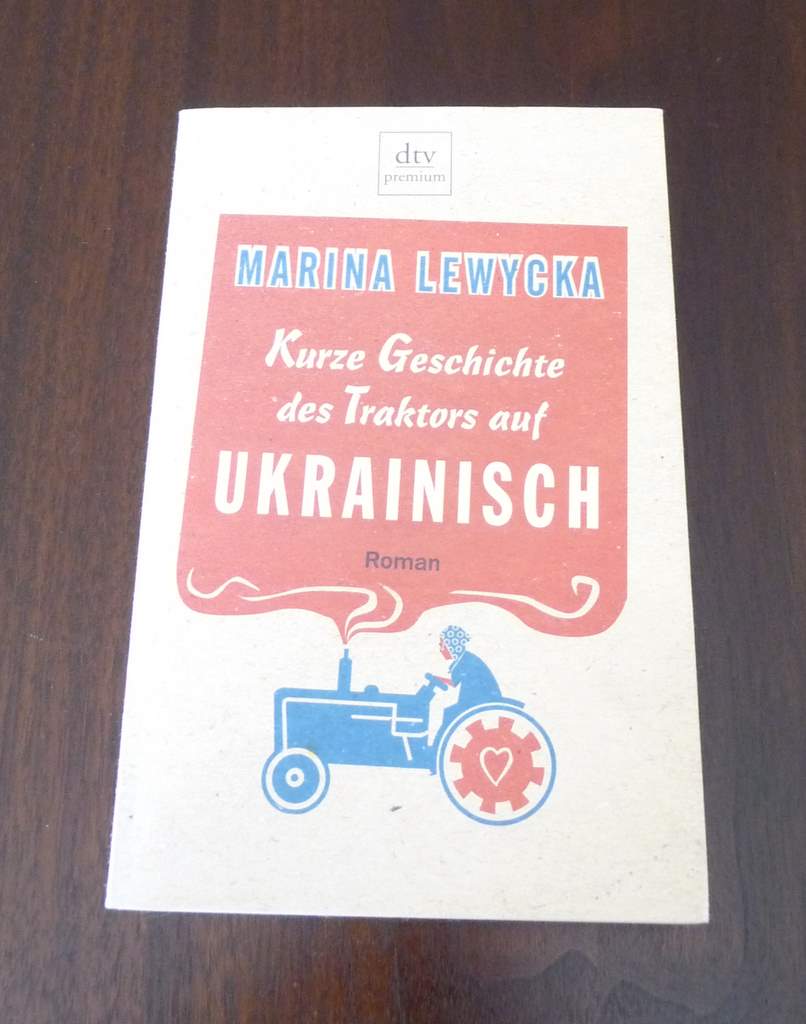 dtv
premium
MARINA LEWYCKA
Kurze Geschichte
des Traktors auf
UKRAINISCH
Roman